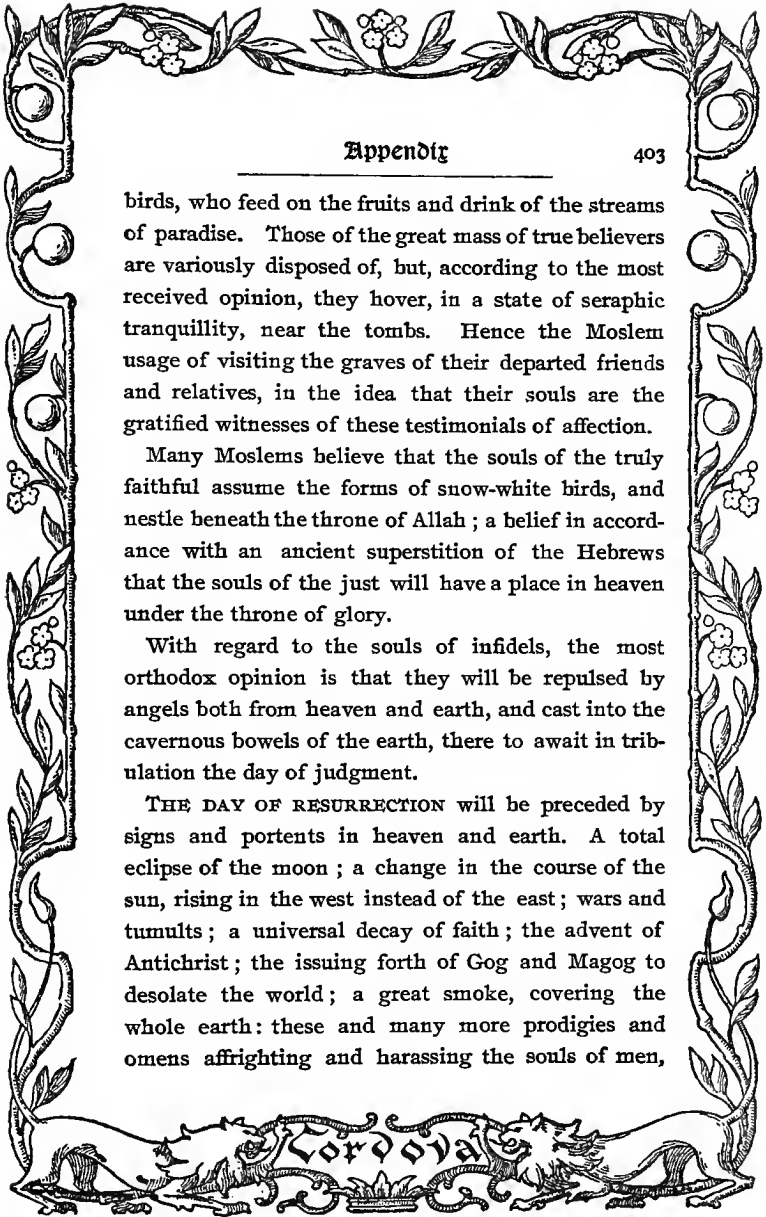 Appendix 403
birds, who feed on the fruits and drink of the streams
of paradise. Those of the great mass of true believers
are variously disposed of, but, according to the most
received opinion, they hover, in a state of seraphic
tranquillity, near the tombs. Hence the Moslem
usage of visiting the graves of their departed friends
and relatives, in the idea that their souls are the
gratified witnesses of these testimonials of affection.
Many Moslems believe that the souls of the truly
faithful assume the forms of snow-white birds, and
nestle beneath the throne of Allah ; a belief in accord-
ance with an ancient superstition of the Hebrews
that the souls of the just will have a place in heaven
under the throne of glory.
With regard to the souls of infidels, the most
orthodox opinion is that they will be repulsed by
angels both from heaven and earth, and cast into the
cavernous bowels of the earth, there to await in trib-
ulation the day of judgment.
THE DAY OF RESURRECTION will be preceded by
signs and portents in heaven and earth. A total
eclipse of the moon ; a change in the course of the
sun, rising in the west instead of the east ; wars and
tumults ; a universal decay of faith ; the advent of
Antichrist ; the issuing forth of Gog and Magog to
desolate the world ; a great smoke, covering the
whole earth : these and many more prodigies and
omens affrighting and harassing the souls of men,
Cordova